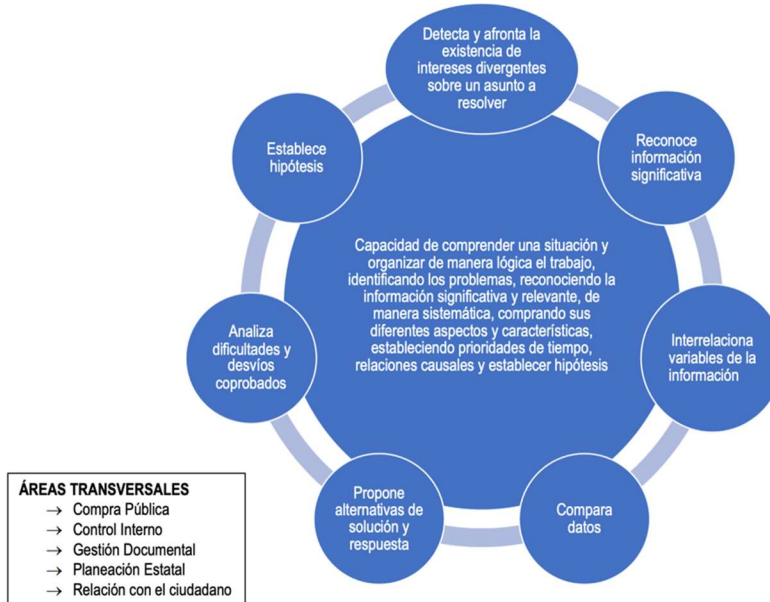 Detecta y afronta la
existencia de
intereses divergentes
sobre un asunto a
resolver
Reconoce
información
significativa
Interrelaciona
variables de la
información
Compara
datos
Propone
alternativas de
solución y
respuesta
Analiza
dificultades y
desvíos
coprobados
Establece
hipótesis
Capacidad de comprender una situación y
organizar de manera lógica el trabajo,
identificando los problemas, reconociendo la
información significativa y relevante, de
manera sistemática, comprando sus
diferentes aspectos y características,
estableciendo prioridades de tiempo,
relaciones causales y establecer hipótesis
ÁREAS TRANSVERSALES
→ Compra Pública
→ Control Interno
→ Gestión Documental
→ Planeación Estatal
→ Relación con el ciudadano